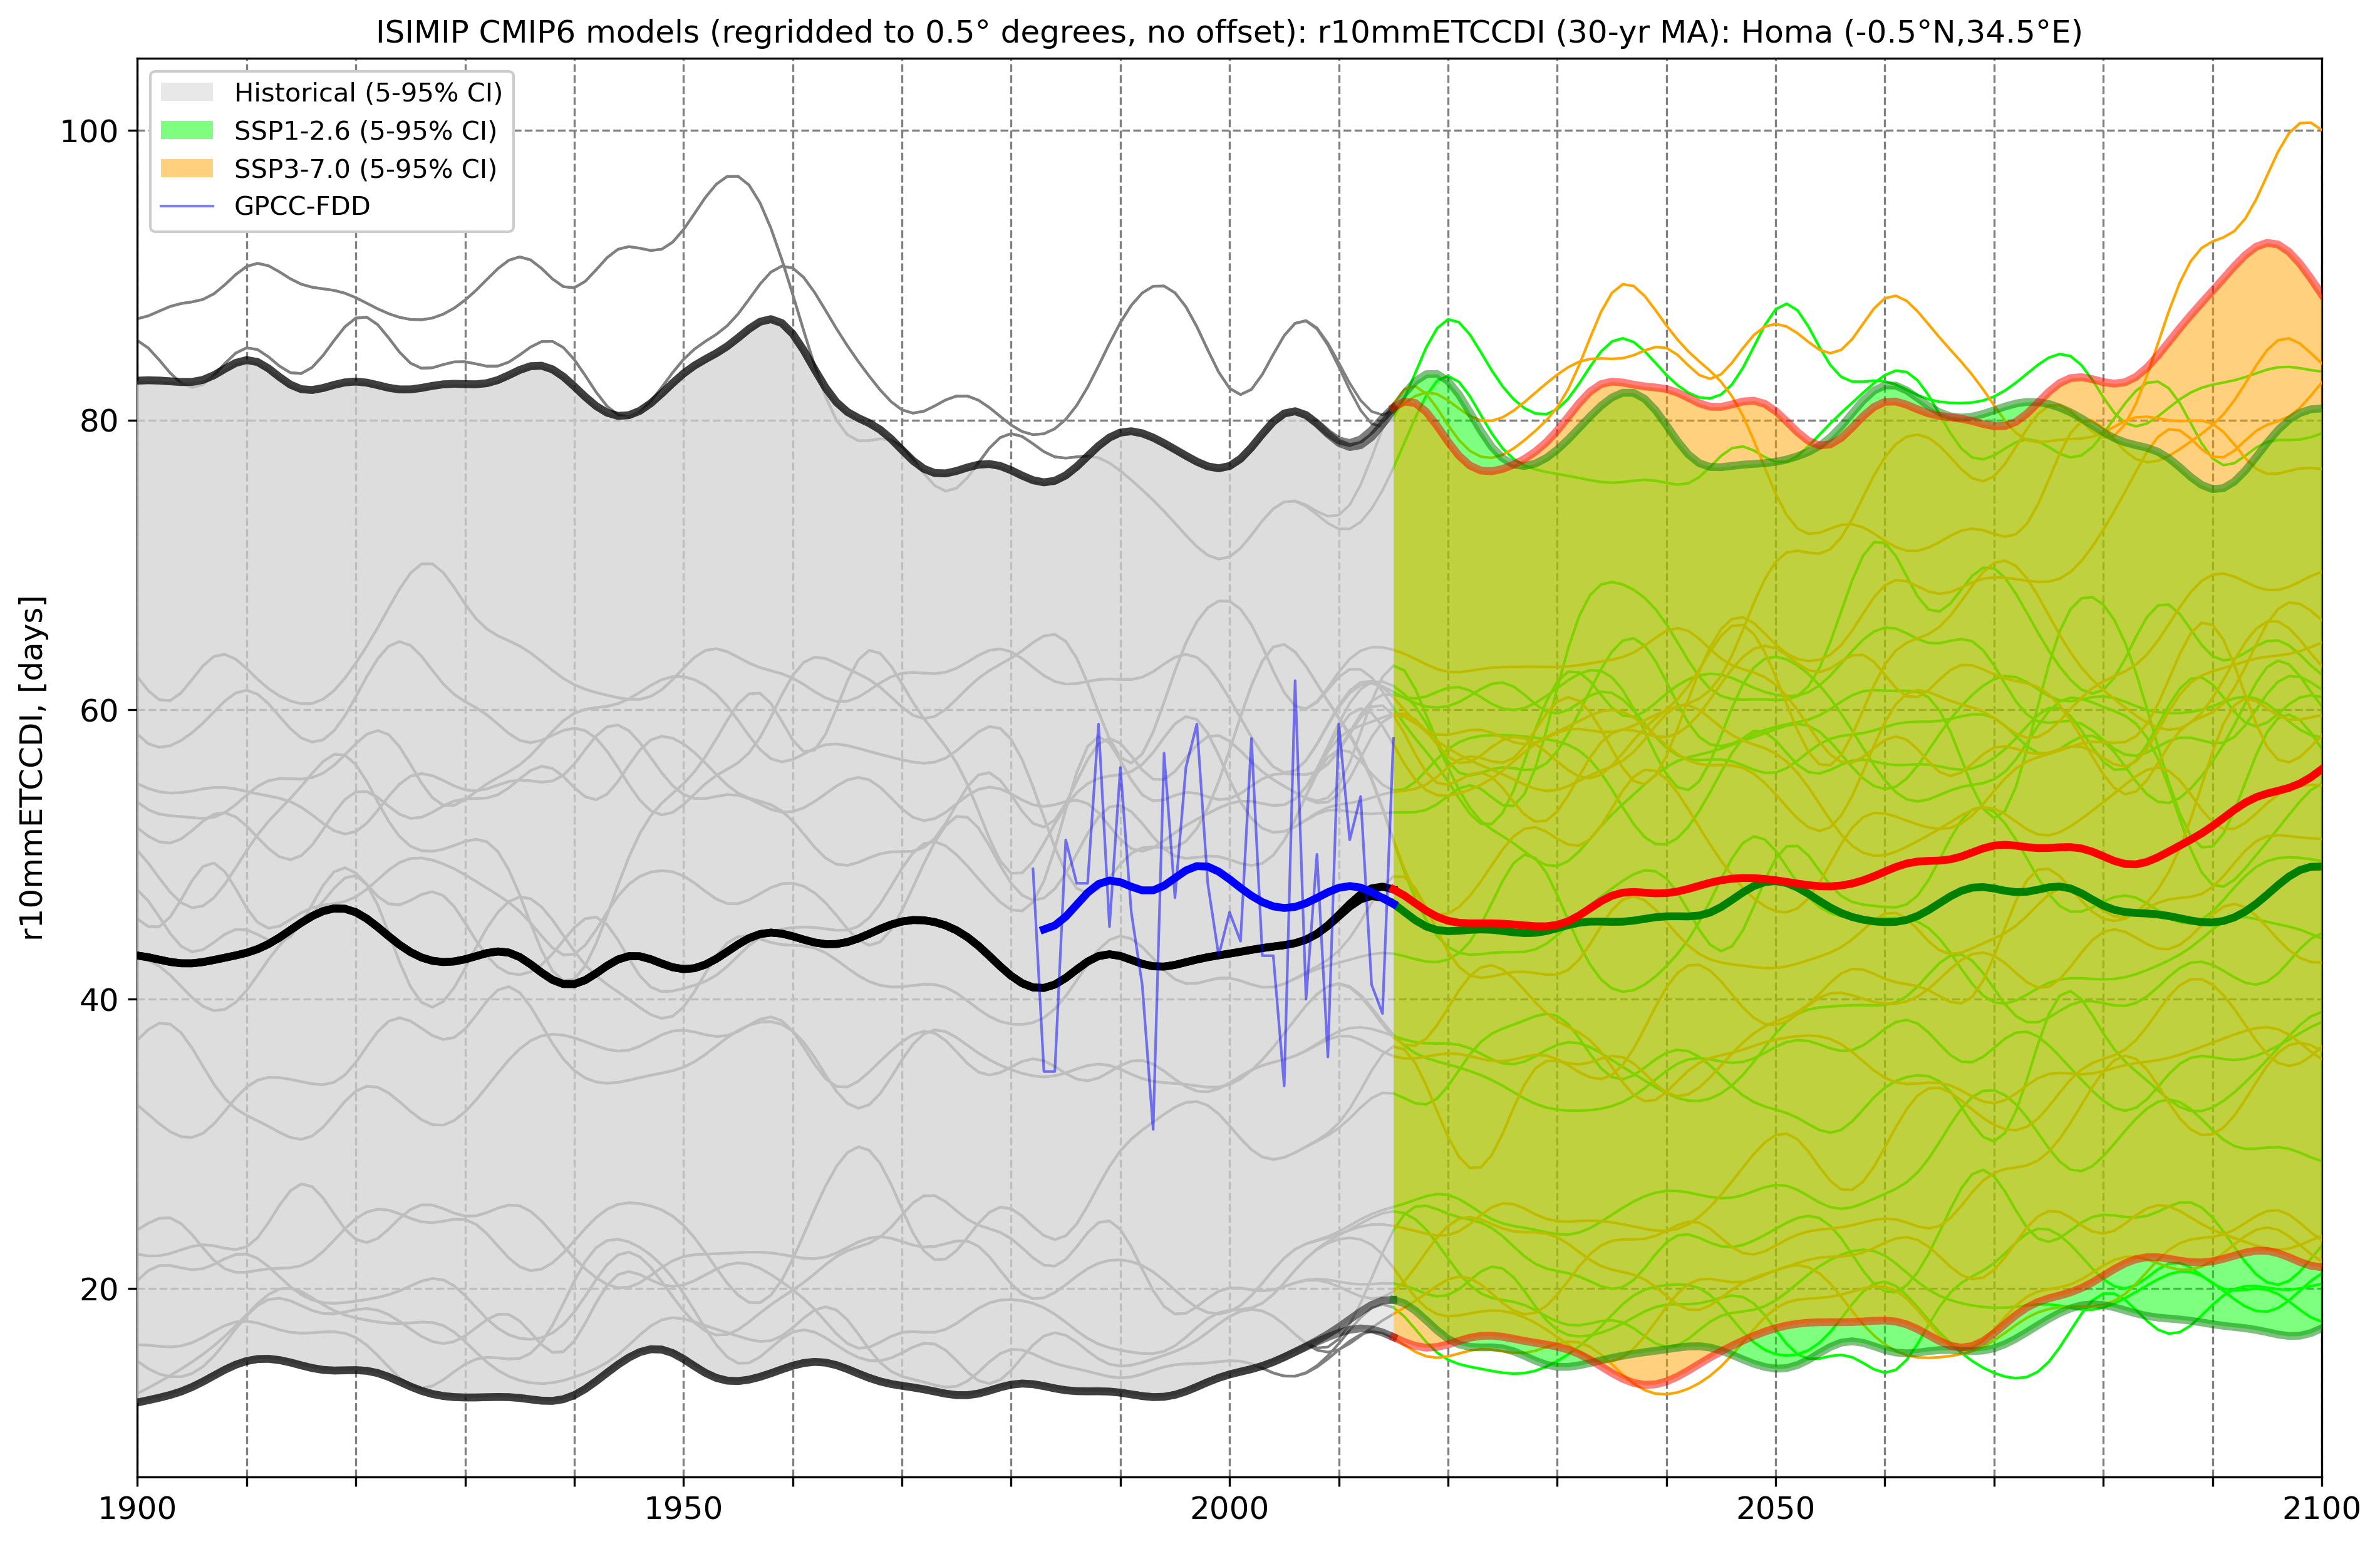 ISIMIP CMIP6 models (regridded to 0.5° degrees, no offset): r10mmETCCDI (30-yr MA): Homa (-0.5°N,34.5°E)
Historical (5-95% CI)
SSP1-2.6 (5-95% CI)
SSP3-7.0 (5-95% CI)
GPCC-FDD
r10mmETCCDI, [days]
100
80
60
40
20
1900
1950
2000
2050
2100